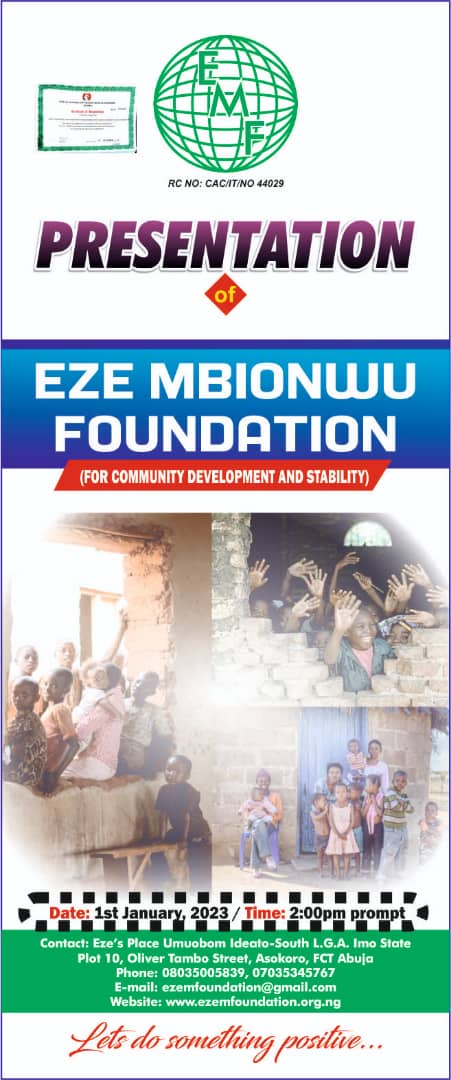 EMF
RC NO: CAC/IT/NO 44029
PRESENTATION
of
EZE MBIONWU
FOUNDATION
(FOR COMMUNITY DEVELOPMENT AND STABILITY)
Date: 1st January, 2023 / Time: 2:00pm prompt
Contact: Eze's Place Umuobom Ideato-South L.G.A. Imo State
Plot 10, Oliver Tambo Street, Asokoro, FCT Abuja
Phone: 08035005839, 07035345767
E-mail: ezemfoundation@gmail.com
Website: www.ezemfoundation.org.ng
Lets do something positive...